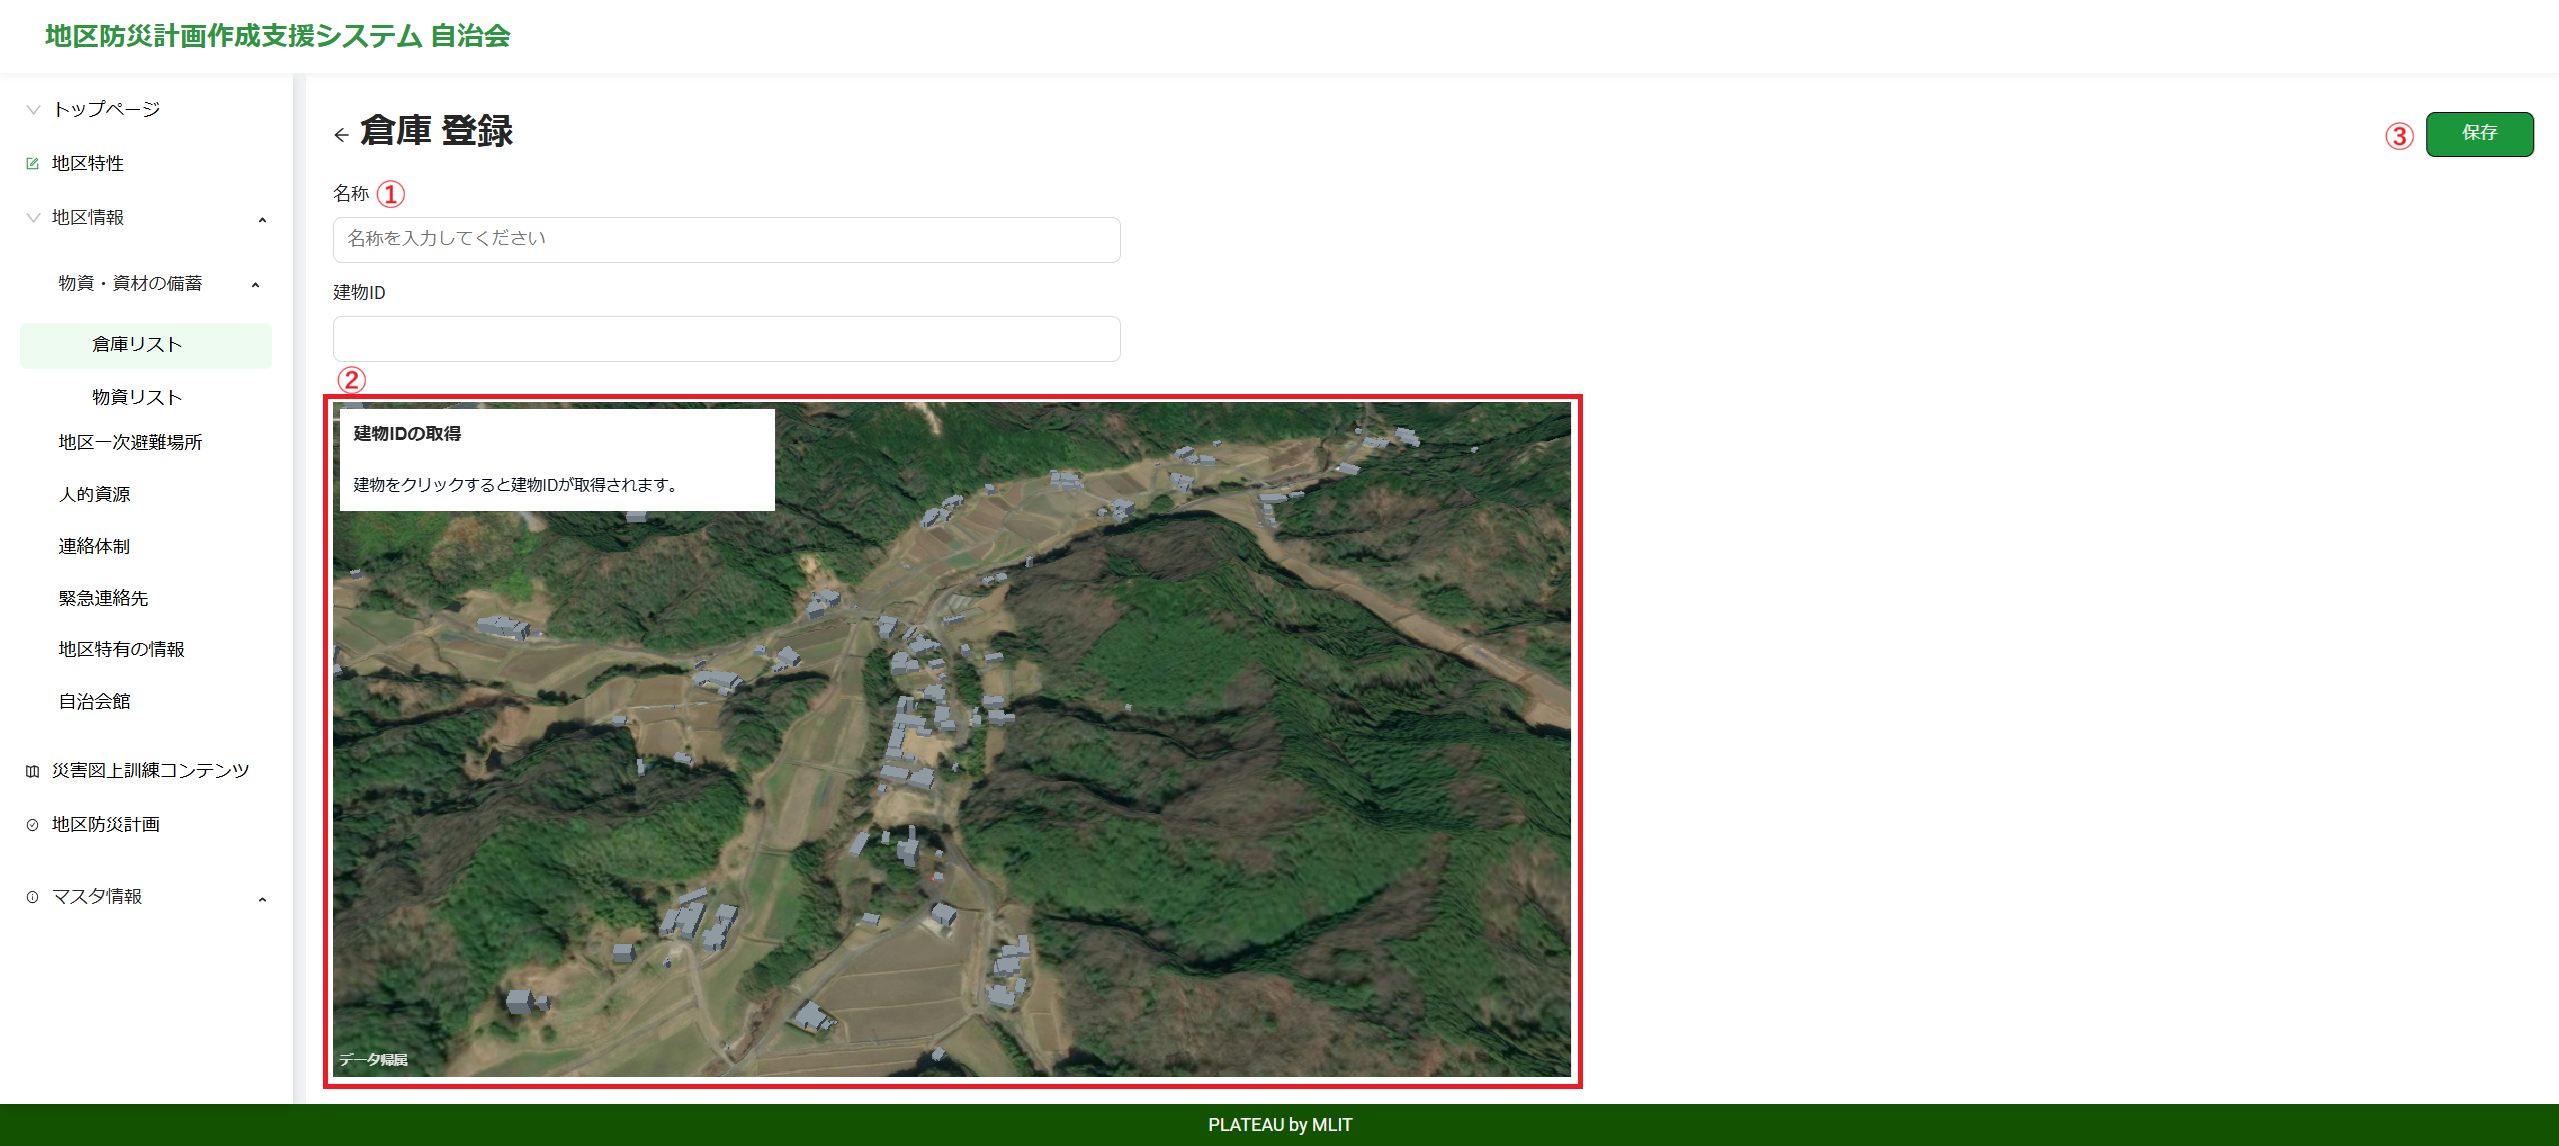 地区防災計画作成支援システム 自治会
トップページ
地区特性
地区情報
物資・資材の備蓄
倉庫リスト
物資リスト
地区一次避難場所
人的資源
連絡体制
緊急連絡先
地区特有の情報
自治会館
災害図上訓練コンテンツ
地区防災計画
マスタ情報
倉庫 登録
③ 保存
名称 ①
名称を入力してください
建物ID
②
建物IDの取得
建物をクリックすると建物IDが取得されます。
データ帰属
PLATEAU by MLIT